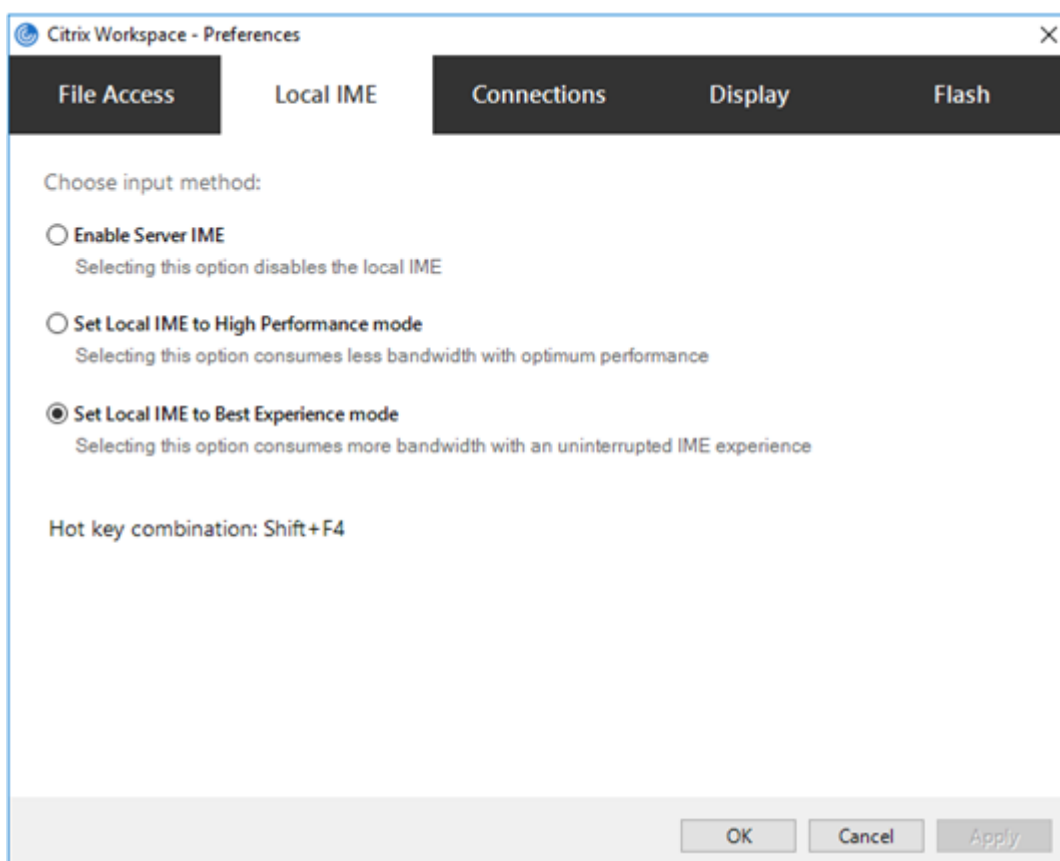 Citrix Workspace - Preferences
File Access Local IME Connections Display Flash
Choose input method:
Enable Server IME
Selecting this option disables the local IME
Set Local IME to High Performance mode
Selecting this option consumes less bandwidth with optimum performance
Set Local IME to Best Experience mode
Selecting this option consumes more bandwidth with an uninterrupted IME experience
Hot key combination: Shift+F4
OK Cancel Apply